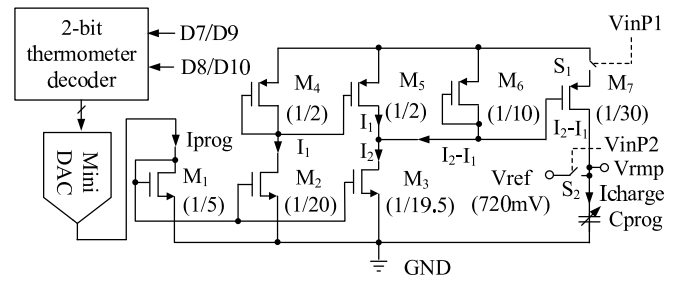 2-bit
thermometer
decoder
D7/D9
D8/D10
Mini
DAC
Iprog
M1
(1/5)
M4
(1/2)
I1
M2
(1/20)
M5
(1/2)
I1
I2
M3
(1/19.5)
M6
(1/10)
I2-I1
VinP1
S1
M7
(1/30)
I2-I1
VinP2
Vref
(720mV)
S2
Vrmp
Icharge
Cprog
GND